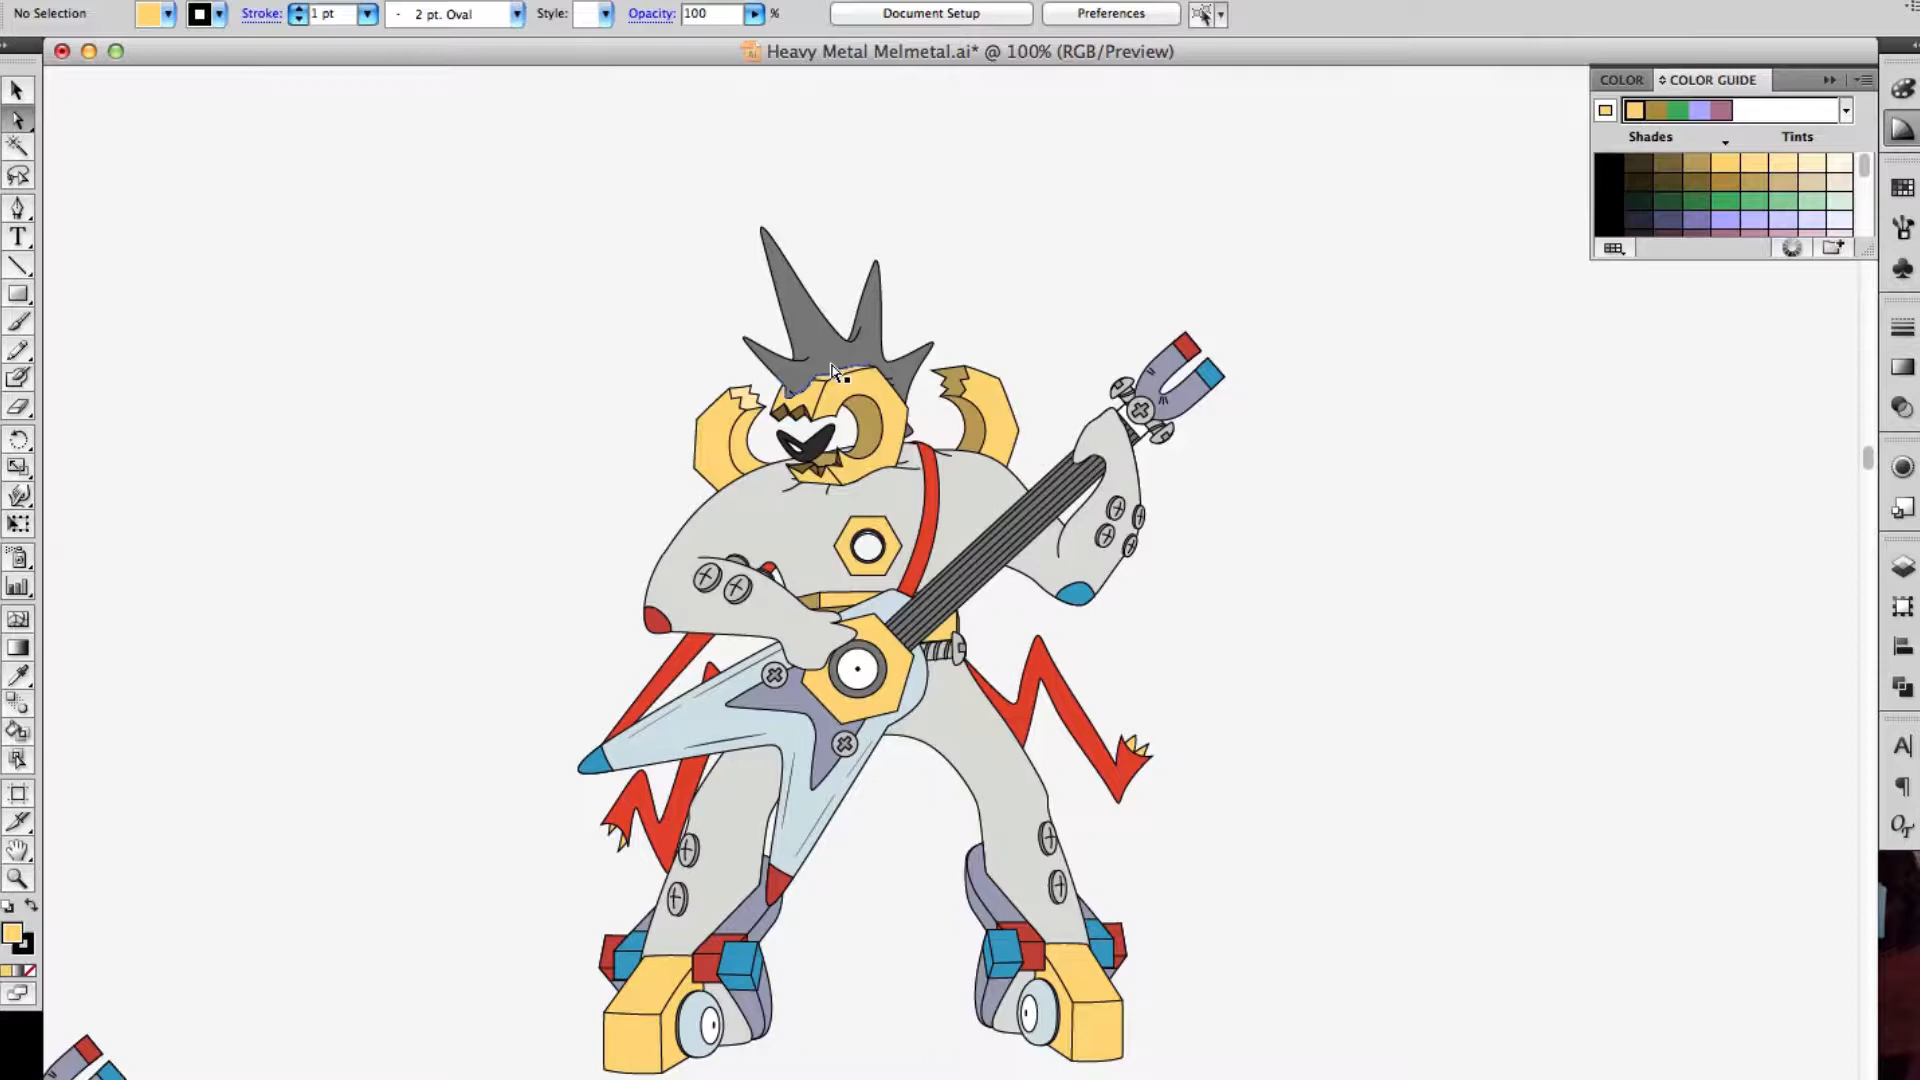 No Selection Stroke: 1 pt 2 pt. Oval Style: Opacity: 100 % Document Setup Preferences
Heavy Metal Melmetal.ai* @ 100% (RGB/Preview)
COLOR COLOR GUIDE
Shades Tints